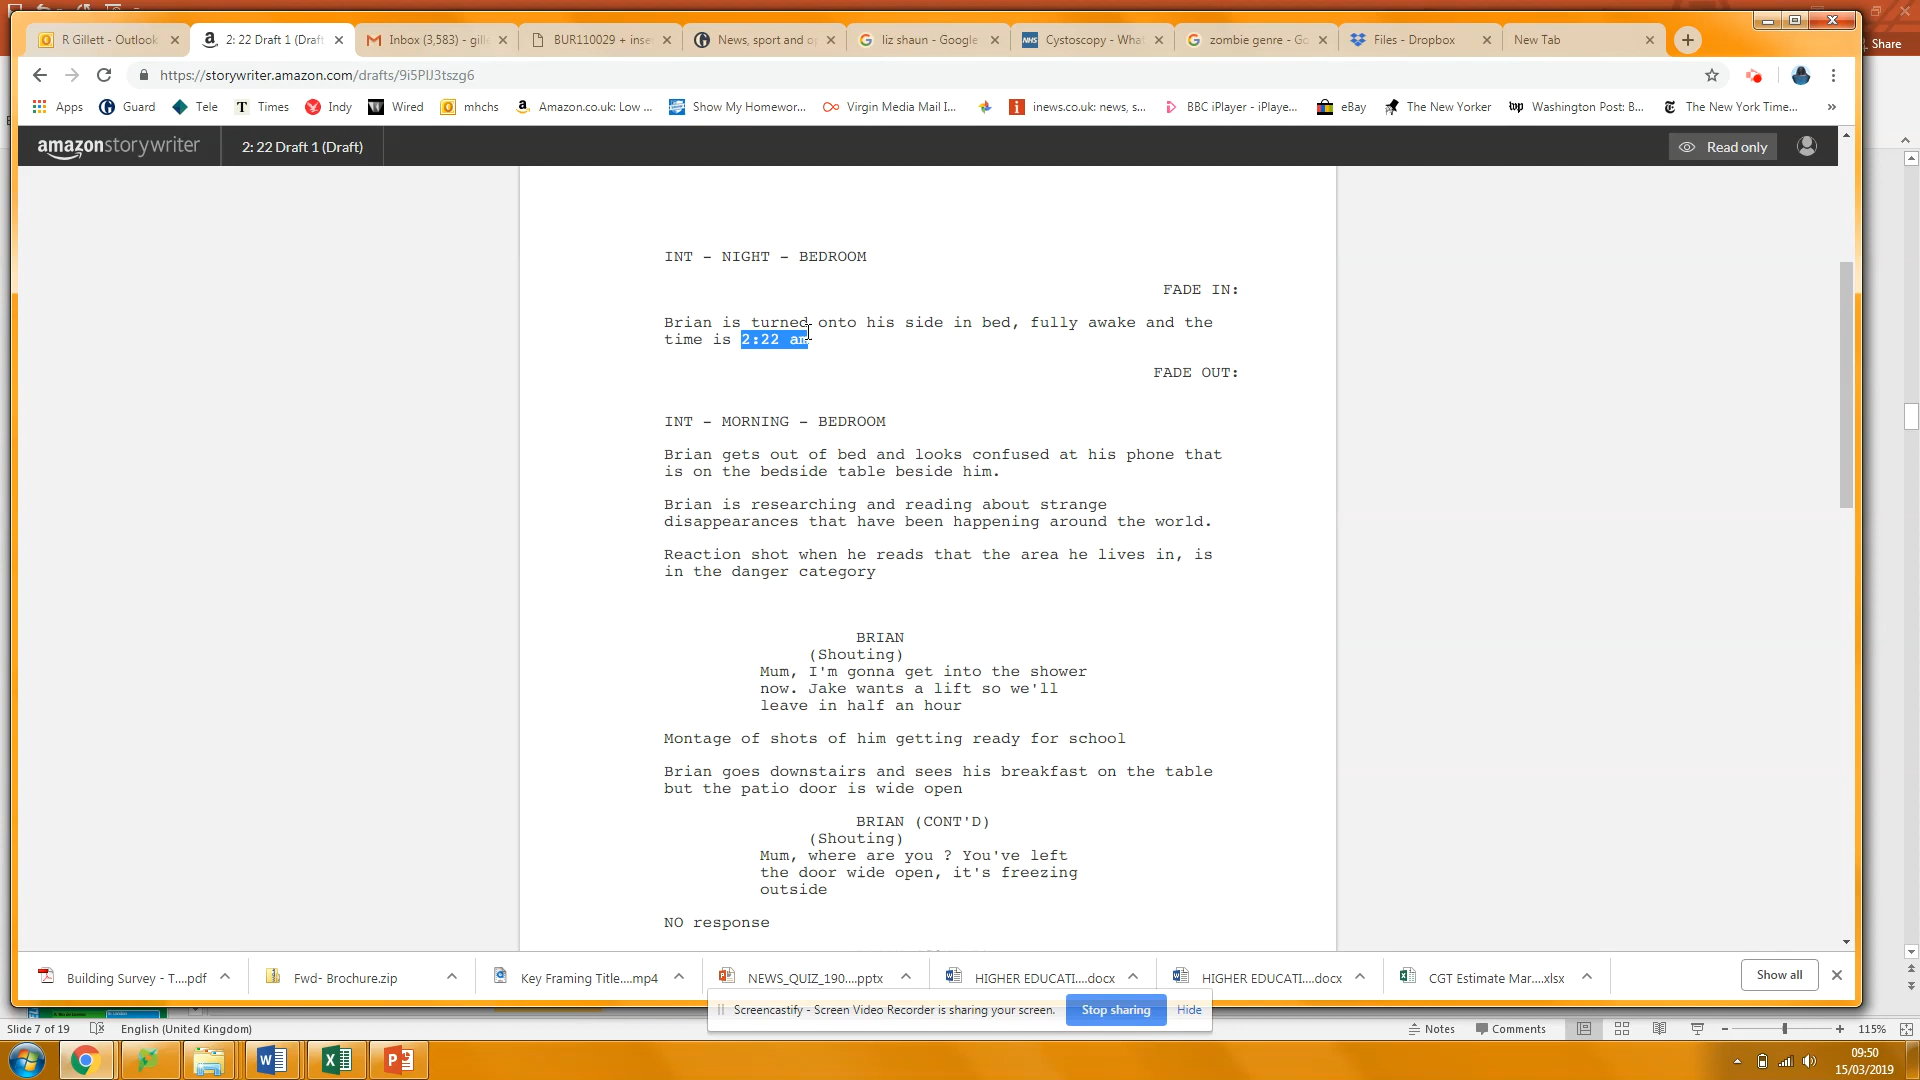 R Gillett - Outlook
2: 22 Draft 1 (Draft
Inbox (3,583) - gille
BUR110029 + inse
News, sport and op
liz shaun - Google
NHS Cystoscopy - What
zombie genre - Go
Files - Dropbox
New Tab
Share
https://storywriter.amazon.com/drafts/9i5PIJ3tszg6
Apps
Guard
Tele
T Times
Indy
Wired
mhchs
Amazon.co.uk: Low ...
Show My Homewor...
Virgin Media Mail I...
inews.co.uk: news, s...
BBC iPlayer - iPlaye...
eBay
The New Yorker
wp Washington Post: B...
The New York Time...
amazonstorywriter
2: 22 Draft 1 (Draft)
Read only
INT - NIGHT - BEDROOM
FADE IN:
Brian is turned onto his side in bed, fully awake and the
time is 2:22 am
FADE OUT:
INT - MORNING - BEDROOM
Brian gets out of bed and looks confused at his phone that
is on the bedside table beside him.
Brian is researching and reading about strange
disappearances that have been happening around the world.
Reaction shot when he reads that the area he lives in, is
in the danger category
BRIAN
(Shouting)
Mum, I'm gonna get into the shower
now. Jake wants a lift so we'll
leave in half an hour
Montage of shots of him getting ready for school
Brian goes downstairs and sees his breakfast on the table
but the patio door is wide open
BRIAN (CONT'D)
(Shouting)
Mum, where are you ? You've left
the door wide open, it's freezing
outside
NO response
Building Survey - T....pdf
Fwd- Brochure.zip
Key Framing Title....mp4
NEWS_QUIZ_190....pptx
HIGHER EDUCATI....docx
HIGHER EDUCATI....docx
CGT Estimate Mar....xlsx
Show all
Screencastify - Screen Video Recorder is sharing your screen.
Stop sharing
Hide
Slide 7 of 19
English (United Kingdom)
Notes
Comments
115%
09:50
15/03/2019